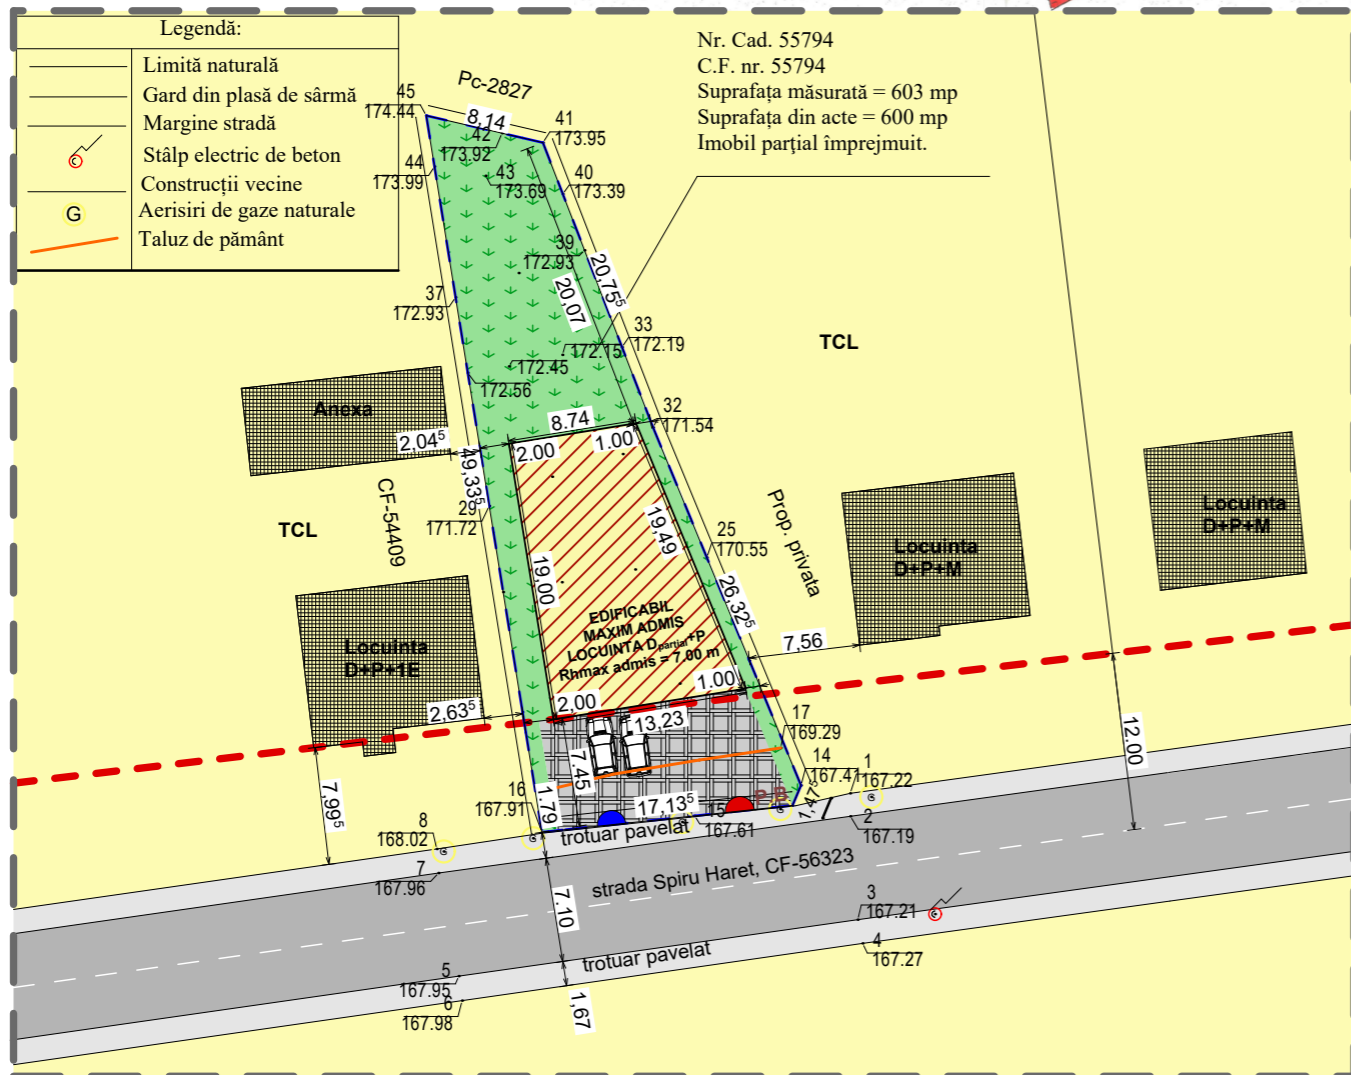 Legendă:
Limită naturală
Gard din plasă de sârmă
Margine stradă
Stâlp electric de beton
Construcții vecine
G
Aerisiri de gaze naturale
Taluz de pământ
Nr. Cad. 55794
C.F. nr. 55794
Suprafața măsurată = 603 mp
Suprafața din acte = 600 mp
Imobil parțial împrejmuit.
Pc-2827
45
174.44
8,14
41
173.95
42
173.92
44
173.99
43
173.69
40
173.39
39
172.93
20,75⁵
20,07
37
172.93
33
172.19
172.15
172.45
172.56
TCL
Anexa
8.74
32
171.54
2,04⁵
2.00
1.00
49,33⁵
CF-54409
29
171.72
TCL
19,49
25
170.55
Prop. privata
Locuinta
D+P+M
Locuinta
D+P+M
19,00
26,32⁵
EDIFICABIL
MAXIM ADMIS
LOCUINTA Dpartial+P
Rhmax admis = 7.00 m
7,56
Locuinta
D+P+1E
1.00
2,00
2,63⁵
13,23
17
169.29
12.00
7.45
14
167.41
1
167.22
7,99⁵
16
167.91
1.79
17,13⁵
15
167.61
1,47⁵
2
167.19
8
168.02
trotuar pavelat
7
167.96
strada Spiru Haret, CF-56323
7.10
3
167.21
4
167.27
trotuar pavelat
5
167.95
6
167.98
1,67